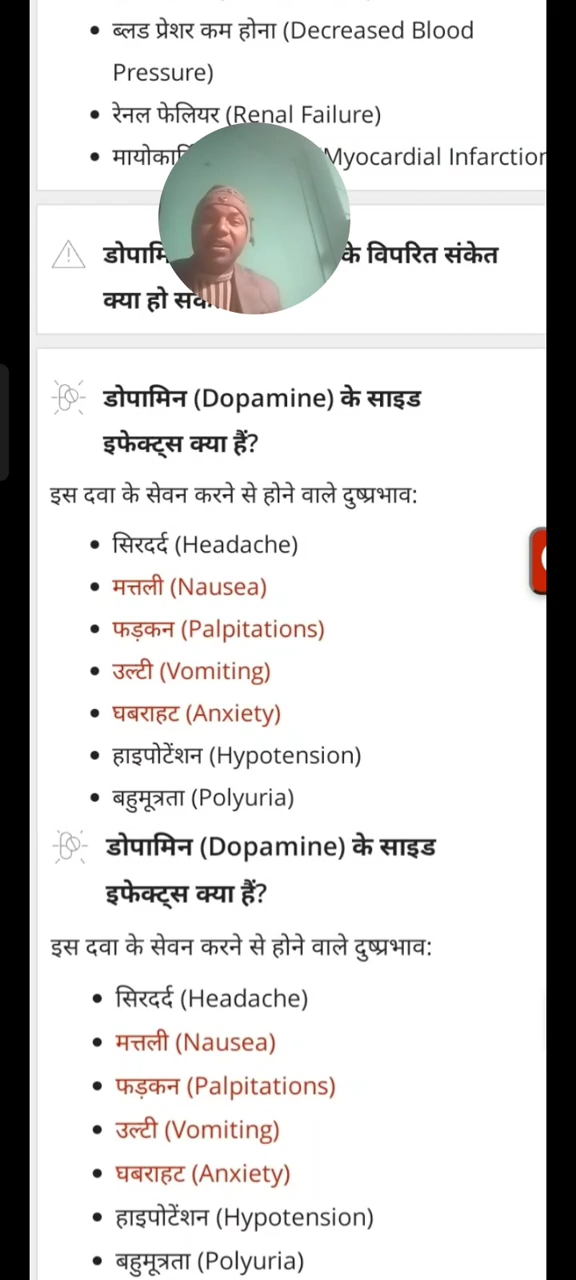 ब्लड प्रेशर कम होना (Decreased Blood
Pressure)
रेनल फेलियर (Renal Failure)
Myocardial
के विपरित संकेत
क्या हो
डोपामिन (Dopamine) के साइड
इफेक्ट्स क्या हैं?
इस दवा के सेवन करने से होने वाले दुष्प्रभाव:
सिरदर्द (Headache)
मत्तली (Nausea)
फड़कन (Palpitations)
उल्टी (Vomiting)
घबराहट (Anxiety)
हाइपोटेंशन (Hypotension)
बहुमूत्रता (Polyuria)
डोपामिन (Dopamine) के साइड
इफेक्ट्स क्या हैं?
इस दवा के सेवन करने से होने वाले दुष्प्रभाव:
सिरदर्द (Headache)
मत्तली (Nausea)
फड़कन (Palpitations)
उल्टी (Vomiting)
घबराहट (Anxiety)
हाइपोटेंशन (Hypotension)
बहुमूत्रता (Polyuria)